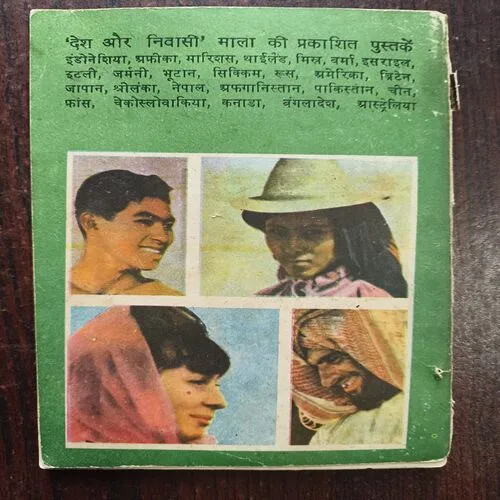 'देश और निवासी' माला की प्रकाशित पुस्तकें
इंडोनेशिया, अफ्रीका, मारिशस, थाईलैंड, मिस्र, बर्मा, इसराइल,
इटली, जर्मनी, भूटान, सिक्किम, रूस, अमेरिका, ब्रिटेन,
जापान, श्रीलंका, नेपाल, अफगानिस्तान, पाकिस्तान, चीन,
फ्रांस, चेकोस्लोवाकिया, कनाडा, बंगलादेश, आस्ट्रेलिया